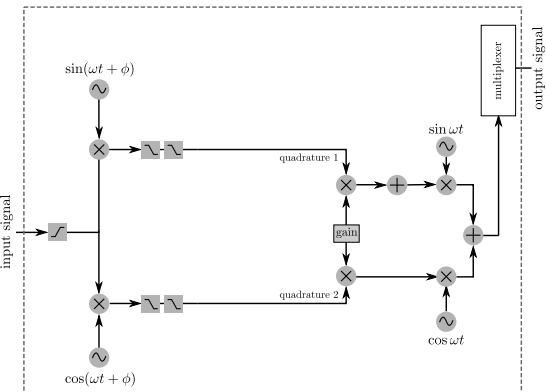 sin(ωt + ϕ)
input signal
cos(ωt + ϕ)
quadrature 1
gain
quadrature 2
sin ωt
cos ωt
multiplexer
output signal